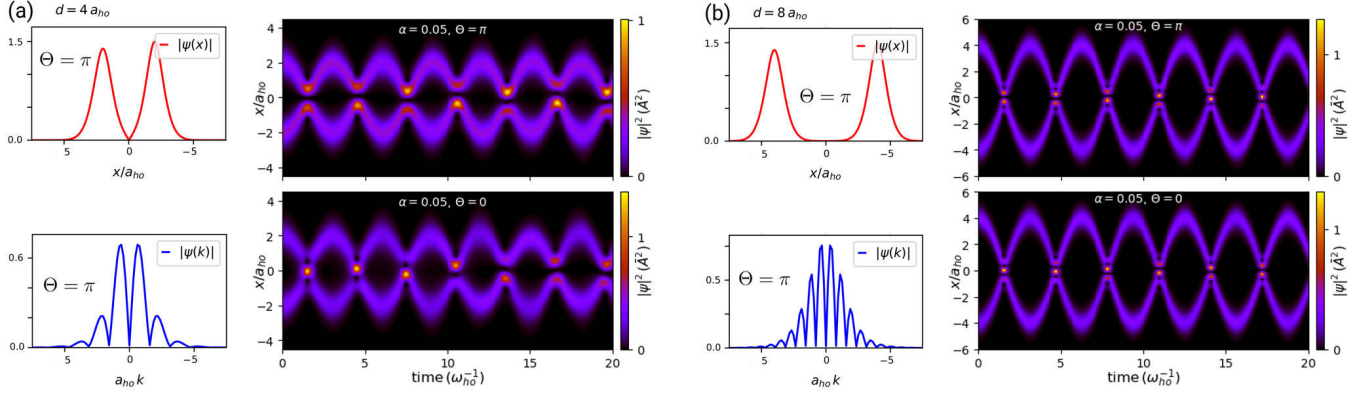 (a)
d = 4 a_ho
1.5
0.0
Θ = π
|ψ(x)|
5
0
−5
x/a_ho
0.6
0.0
Θ = π
|ψ(k)|
5
0
−5
a_ho k
α = 0.05, Θ = π
4
2
0
−2
−4
x/a_ho
1
0
|ψ|² (Ā²)
α = 0.05, Θ = 0
4
2
0
−2
−4
x/a_ho
0
5
10
15
20
time (ω_ho⁻¹)
1
0
|ψ|² (Ā²)
(b)
d = 8 a_ho
1.5
0.0
Θ = π
|ψ(x)|
5
0
−5
x/a_ho
0.5
0.0
Θ = π
|ψ(k)|
5
0
−5
a_ho k
α = 0.05, Θ = π
6
4
2
0
−2
−4
−6
x/a_ho
1
0
|ψ|² (Ā²)
α = 0.05, Θ = 0
6
4
2
0
−2
−4
−6
x/a_ho
0
5
10
15
20
time (ω_ho⁻¹)
1
0
|ψ|² (Ā²)